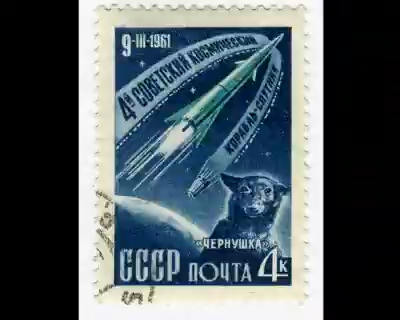 9-III-1961
4й СОВЕТСКИЙ КОСМИЧЕСКИЙ
КОРАБЛЬ-СПУТНИК
«ЧЕРНУШКА»
СССР ПОЧТА 4К